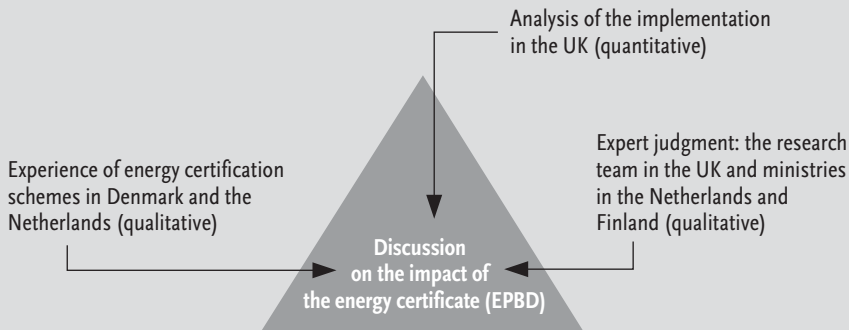 Analysis of the implementation
in the UK (quantitative)
Experience of energy certification
schemes in Denmark and the
Netherlands (qualitative)
Expert judgment: the research
team in the UK and ministries
in the Netherlands and
Finland (qualitative)
Discussion
on the impact of
the energy certificate (EPBD)